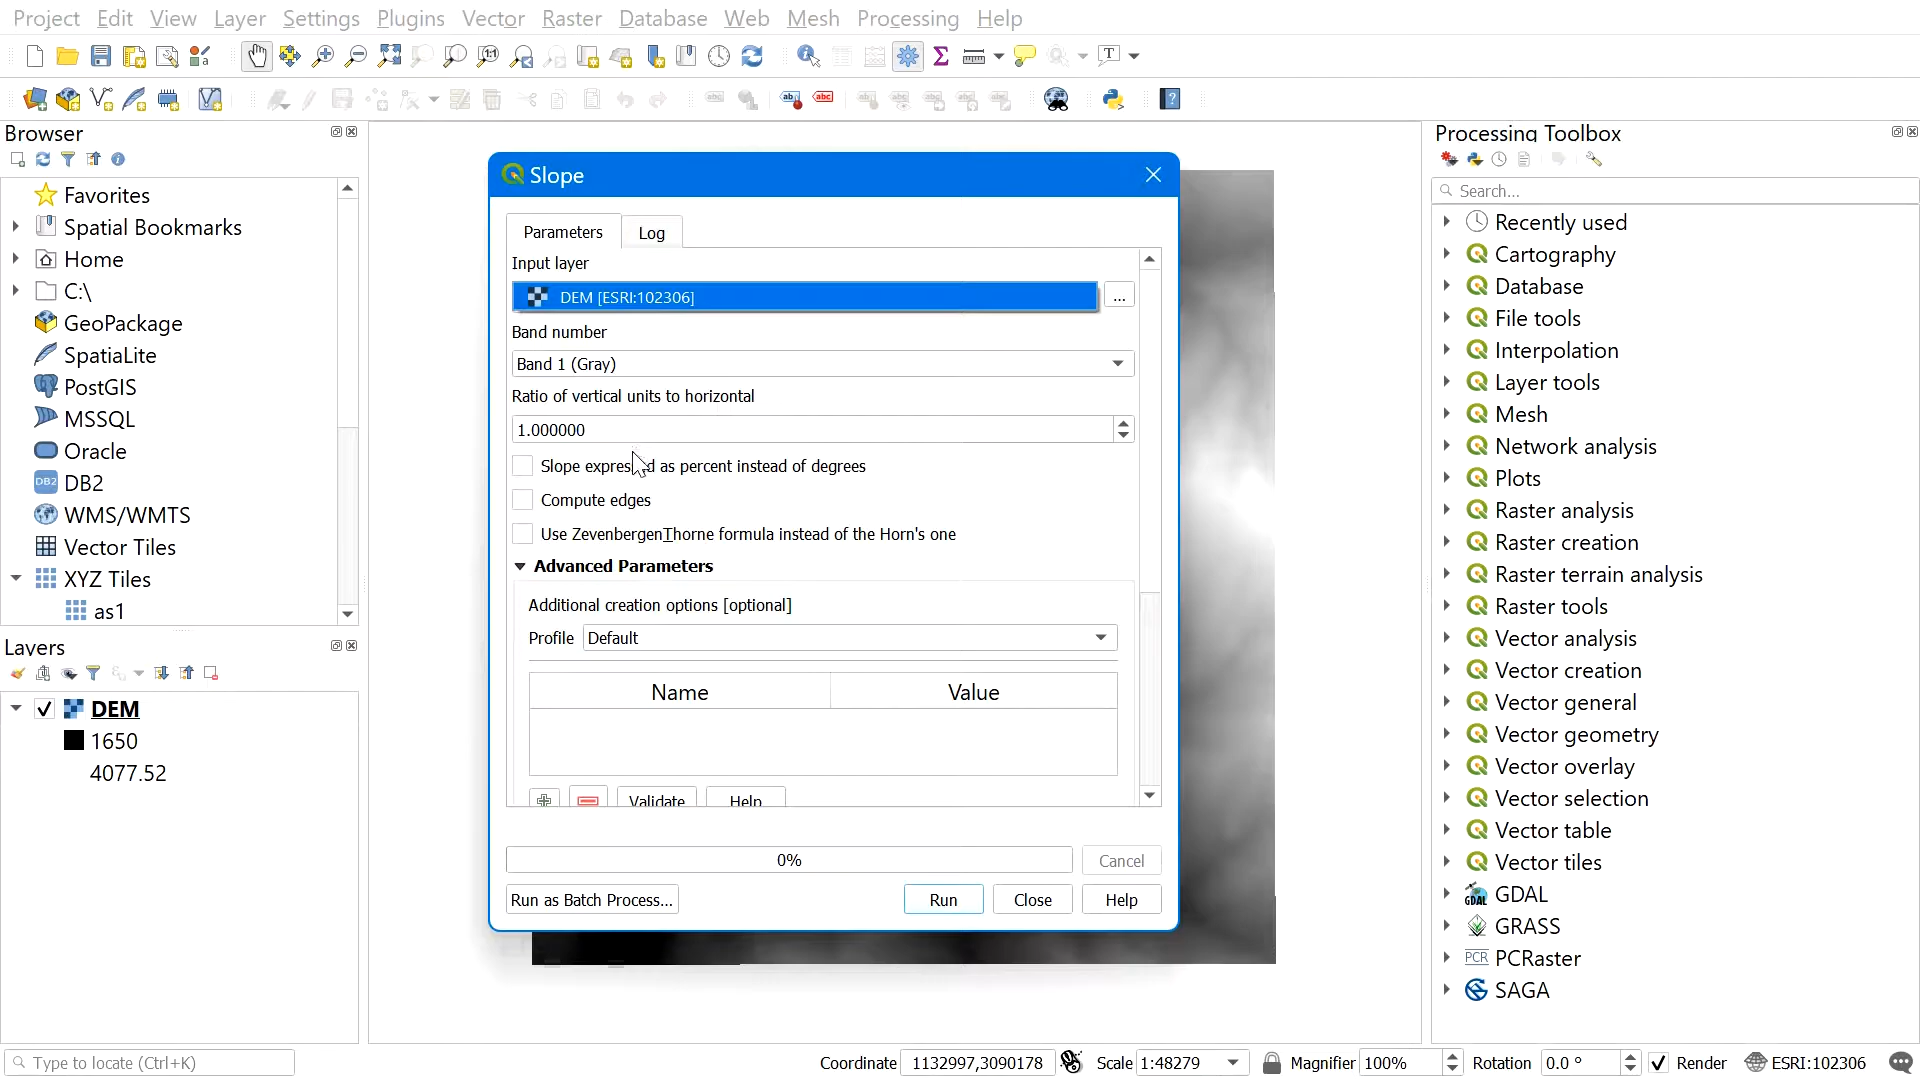 Project Edit View Layer Settings Plugins Vector Raster Database Web Mesh Processing Help
Browser
Favorites
Spatial Bookmarks
Home
C:\
GeoPackage
SpatiaLite
PostGIS
MSSQL
Oracle
DB2
WMS/WMTS
Vector Tiles
XYZ Tiles
as1
Layers
DEM
1650
4077.52
Slope
Parameters Log
Input layer
DEM [ESRI:102306] ...
Band number
Band 1 (Gray)
Ratio of vertical units to horizontal
1.000000
Slope expressed as percent instead of degrees
Compute edges
Use ZevenbergenThorne formula instead of the Horn's one
Advanced Parameters
Additional creation options [optional]
Profile Default
Name Value
Validate Help
0% Cancel
Run as Batch Process... Run Close Help
Processing Toolbox
Search...
Recently used
Cartography
Database
File tools
Interpolation
Layer tools
Mesh
Network analysis
Plots
Raster analysis
Raster creation
Raster terrain analysis
Raster tools
Vector analysis
Vector creation
Vector general
Vector geometry
Vector overlay
Vector selection
Vector table
Vector tiles
GDAL
GRASS
PCRaster
SAGA
Type to locate (Ctrl+K) Coordinate 1132997,3090178 Scale 1:48279 Magnifier 100% Rotation 0.0 ° Render ESRI:102306